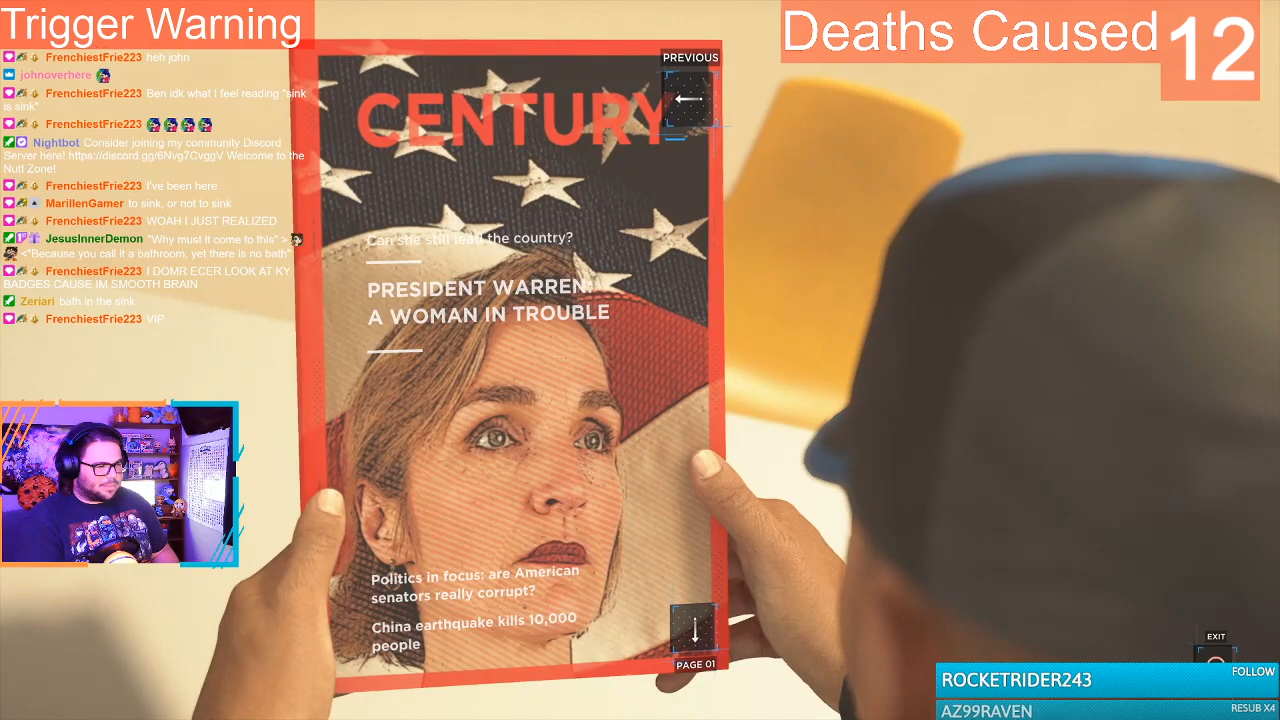 Trigger Warning
FrenchiestFrie223 heh john
johnoverhere
FrenchiestFrie223 Ben idk what I feel reading "sink
is sink"
FrenchiestFrie223
Nightbot Consider joining my community Discord
Server here! https://discord.gg/6Nvg7CvggV Welcome to the
Nutt Zone!
FrenchiestFrie223 I've been here
MarillenGamer to sink, or not to sink
FrenchiestFrie223 WOAH I JUST REALIZED
JesusInnerDemon "Why must it come to this" >
<"Because you call it a bathroom, yet there is no bath"
FrenchiestFrie223 I DOMR ECER LOOK AT KY
BADGES CAUSE IM SMOOTH BRAIN
Zeriari bath in the sink
FrenchiestFrie223 VIP
Deaths Caused 12
PREVIOUS
CENTURY
Can she still lead the country?
PRESIDENT WARREN:
A WOMAN IN TROUBLE
Politics in focus: are American
senators really corrupt?
China earthquake kills 10,000
people
PAGE 01
EXIT
ROCKETRIDER243 FOLLOW
AZ99RAVEN RESUB X4